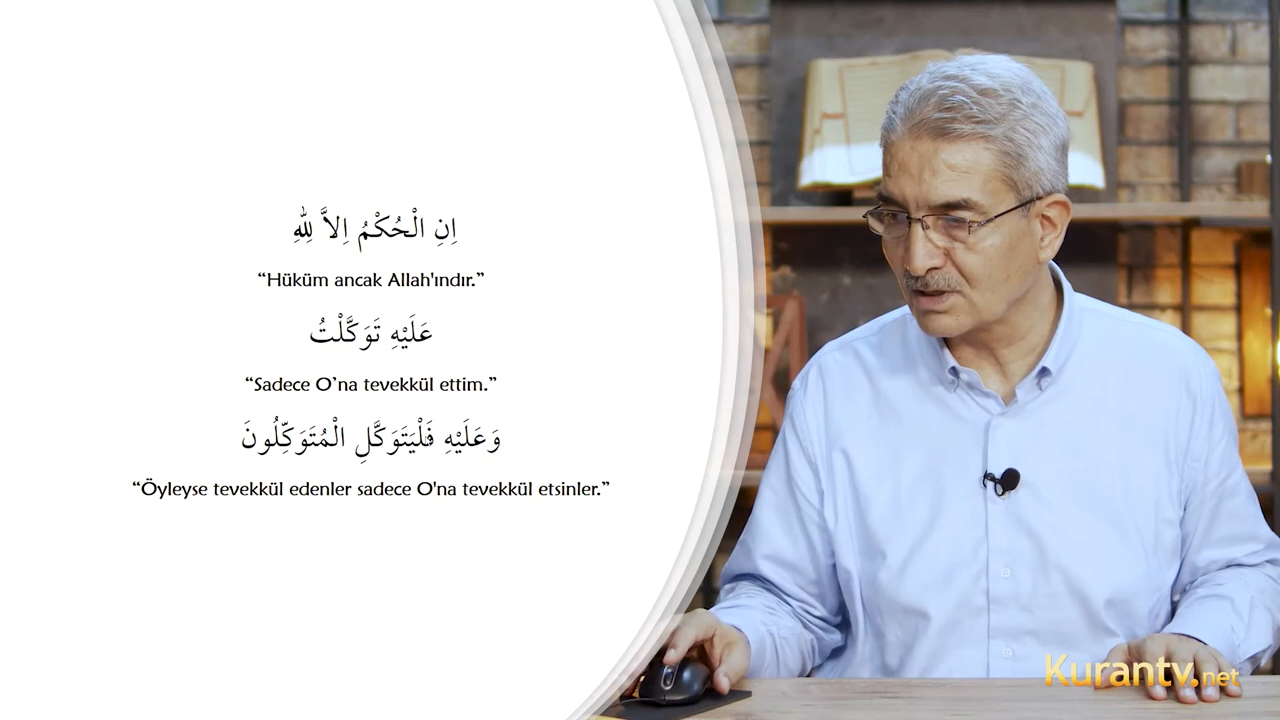 اِنِ الْحُكْمُ اِلاَّ لِلّٰهِ
“Hüküm ancak Allah'ındır.”
عَلَيْهِ تَوَكَّلْتُ
“Sadece O’na tevekkül ettim.”
وَعَلَيْهِ فَلْيَتَوَكَّلِ الْمُتَوَكِّلُونَ
“Öyleyse tevekkül edenler sadece O'na tevekkül etsinler.”
Kurantv.net